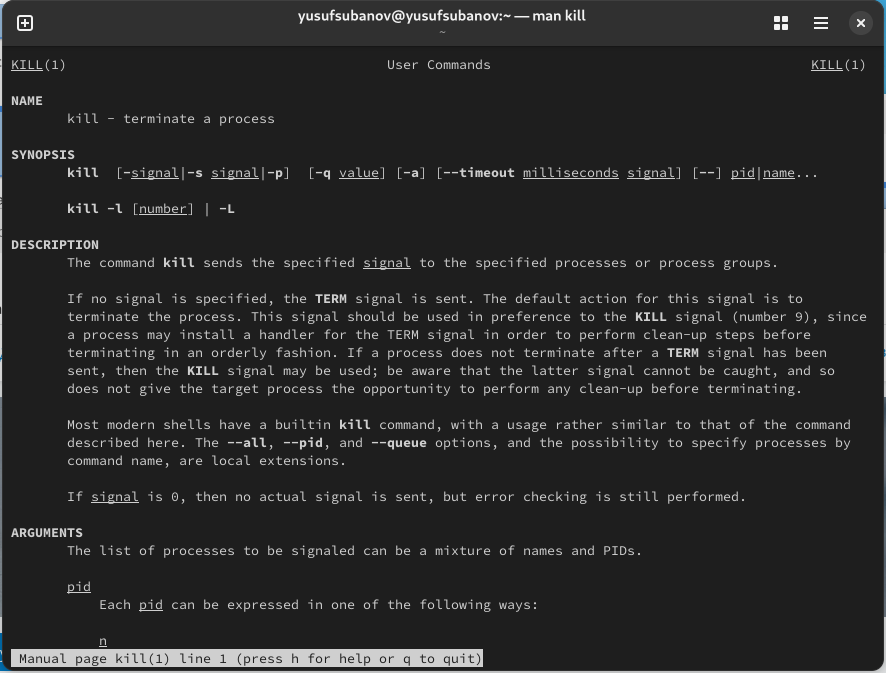 yusufsubanov@yusufsubanov:~ — man kill
~
KILL(1) User Commands KILL(1)
NAME
kill - terminate a process
SYNOPSIS
kill [-signal|-s signal|-p] [-q value] [-a] [--timeout milliseconds signal] [--] pid|name...
kill -l [number] | -L
DESCRIPTION
The command kill sends the specified signal to the specified processes or process groups.
If no signal is specified, the TERM signal is sent. The default action for this signal is to
terminate the process. This signal should be used in preference to the KILL signal (number 9), since
a process may install a handler for the TERM signal in order to perform clean-up steps before
terminating in an orderly fashion. If a process does not terminate after a TERM signal has been
sent, then the KILL signal may be used; be aware that the latter signal cannot be caught, and so
does not give the target process the opportunity to perform any clean-up before terminating.
Most modern shells have a builtin kill command, with a usage rather similar to that of the command
described here. The --all, --pid, and --queue options, and the possibility to specify processes by
command name, are local extensions.
If signal is 0, then no actual signal is sent, but error checking is still performed.
ARGUMENTS
The list of processes to be signaled can be a mixture of names and PIDs.
pid
Each pid can be expressed in one of the following ways:
n
Manual page kill(1) line 1 (press h for help or q to quit)